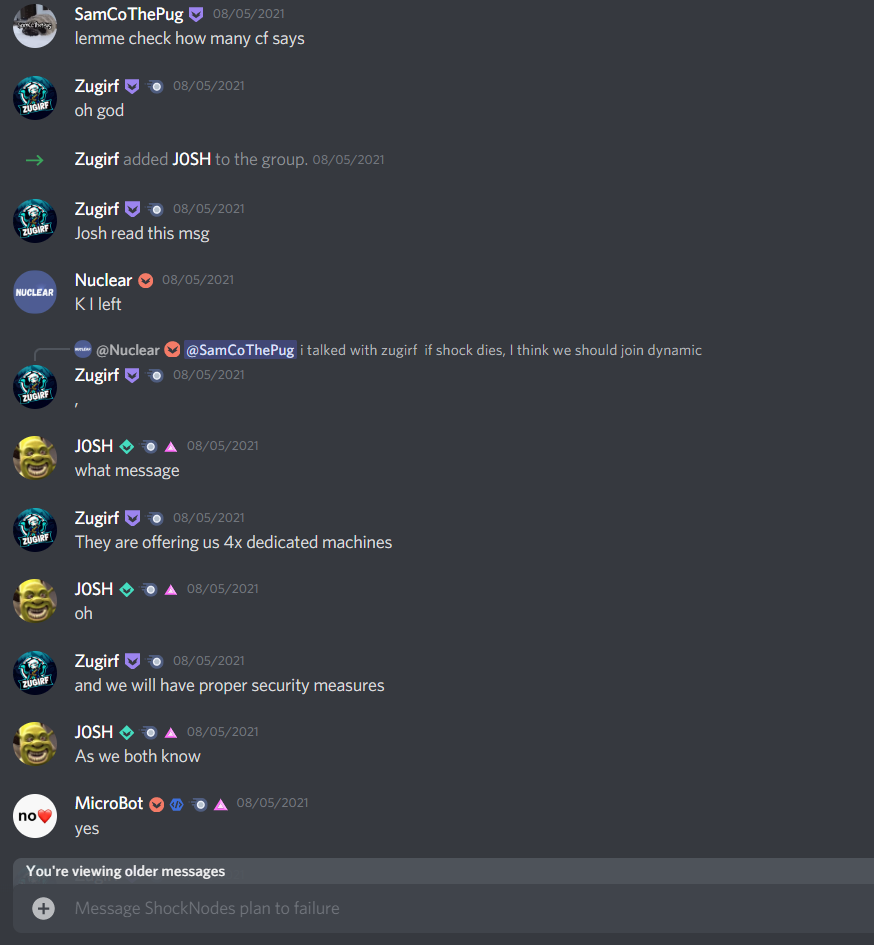 SamCoThePug 08/05/2021
lemme check how many cf says
Zugirf 08/05/2021
oh god
Zugirf added J0SH to the group. 08/05/2021
Zugirf 08/05/2021
Josh read this msg
Nuclear 08/05/2021
K I left
@Nuclear @SamCoThePug i talked with zugirf if shock dies, I think we should join dynamic
Zugirf 08/05/2021
,
J0SH 08/05/2021
what message
Zugirf 08/05/2021
They are offering us 4x dedicated machines
J0SH 08/05/2021
oh
Zugirf 08/05/2021
and we will have proper security measures
J0SH 08/05/2021
As we both know
MicroBot 08/05/2021
no❤️
yes
You're viewing older messages
Message ShockNodes plan to failure
ZUGIRF
ZUGIRF
NUCLEAR
ZUGIRF
ZUGIRF
ZUGIRF